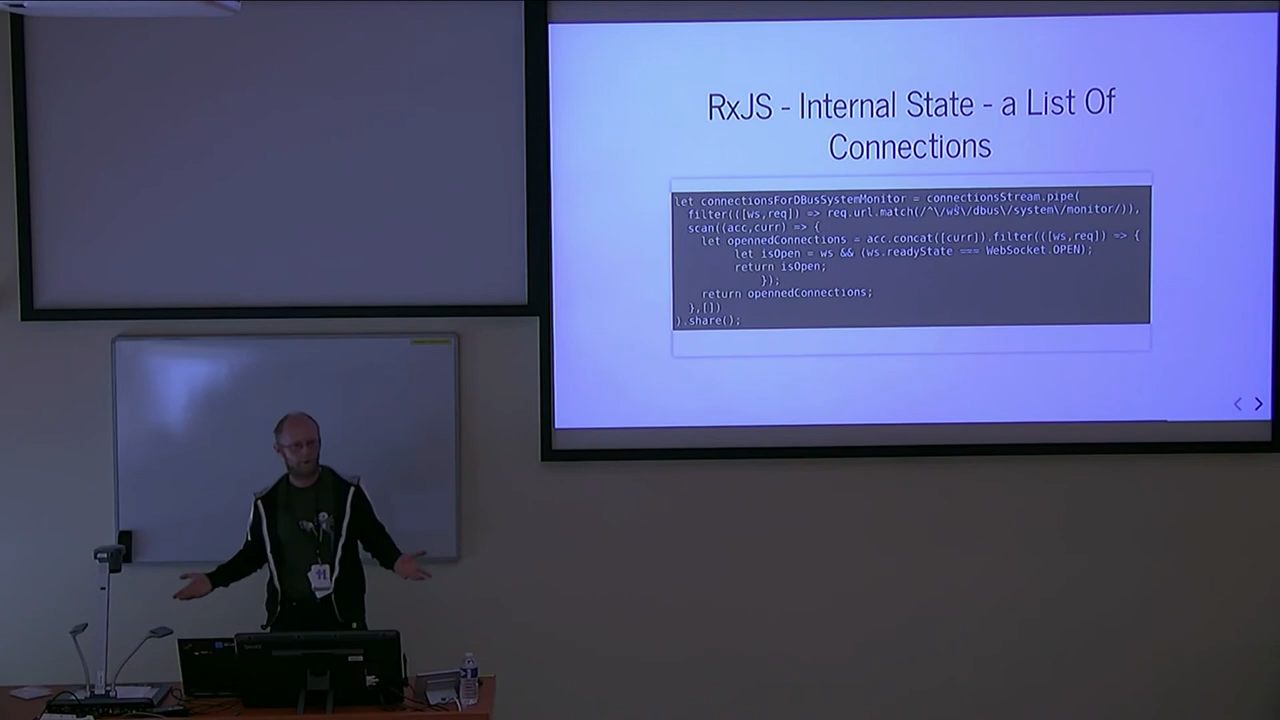 RxJS - Internal State - a List Of
Connections
let connectionsForDBusSystemMonitor = connectionsStream.pipe(
filter(([ws,req]) => req.url.match(/^\/ws\/dbus\/system\/monitor/)),
scan((acc,curr) => {
let opennedConnections = acc.concat([curr]).filter(([ws,req]) => {
let isOpen = ws && (ws.readyState === WebSocket.OPEN);
return isOpen;
});
return opennedConnections;
},[])
).share();